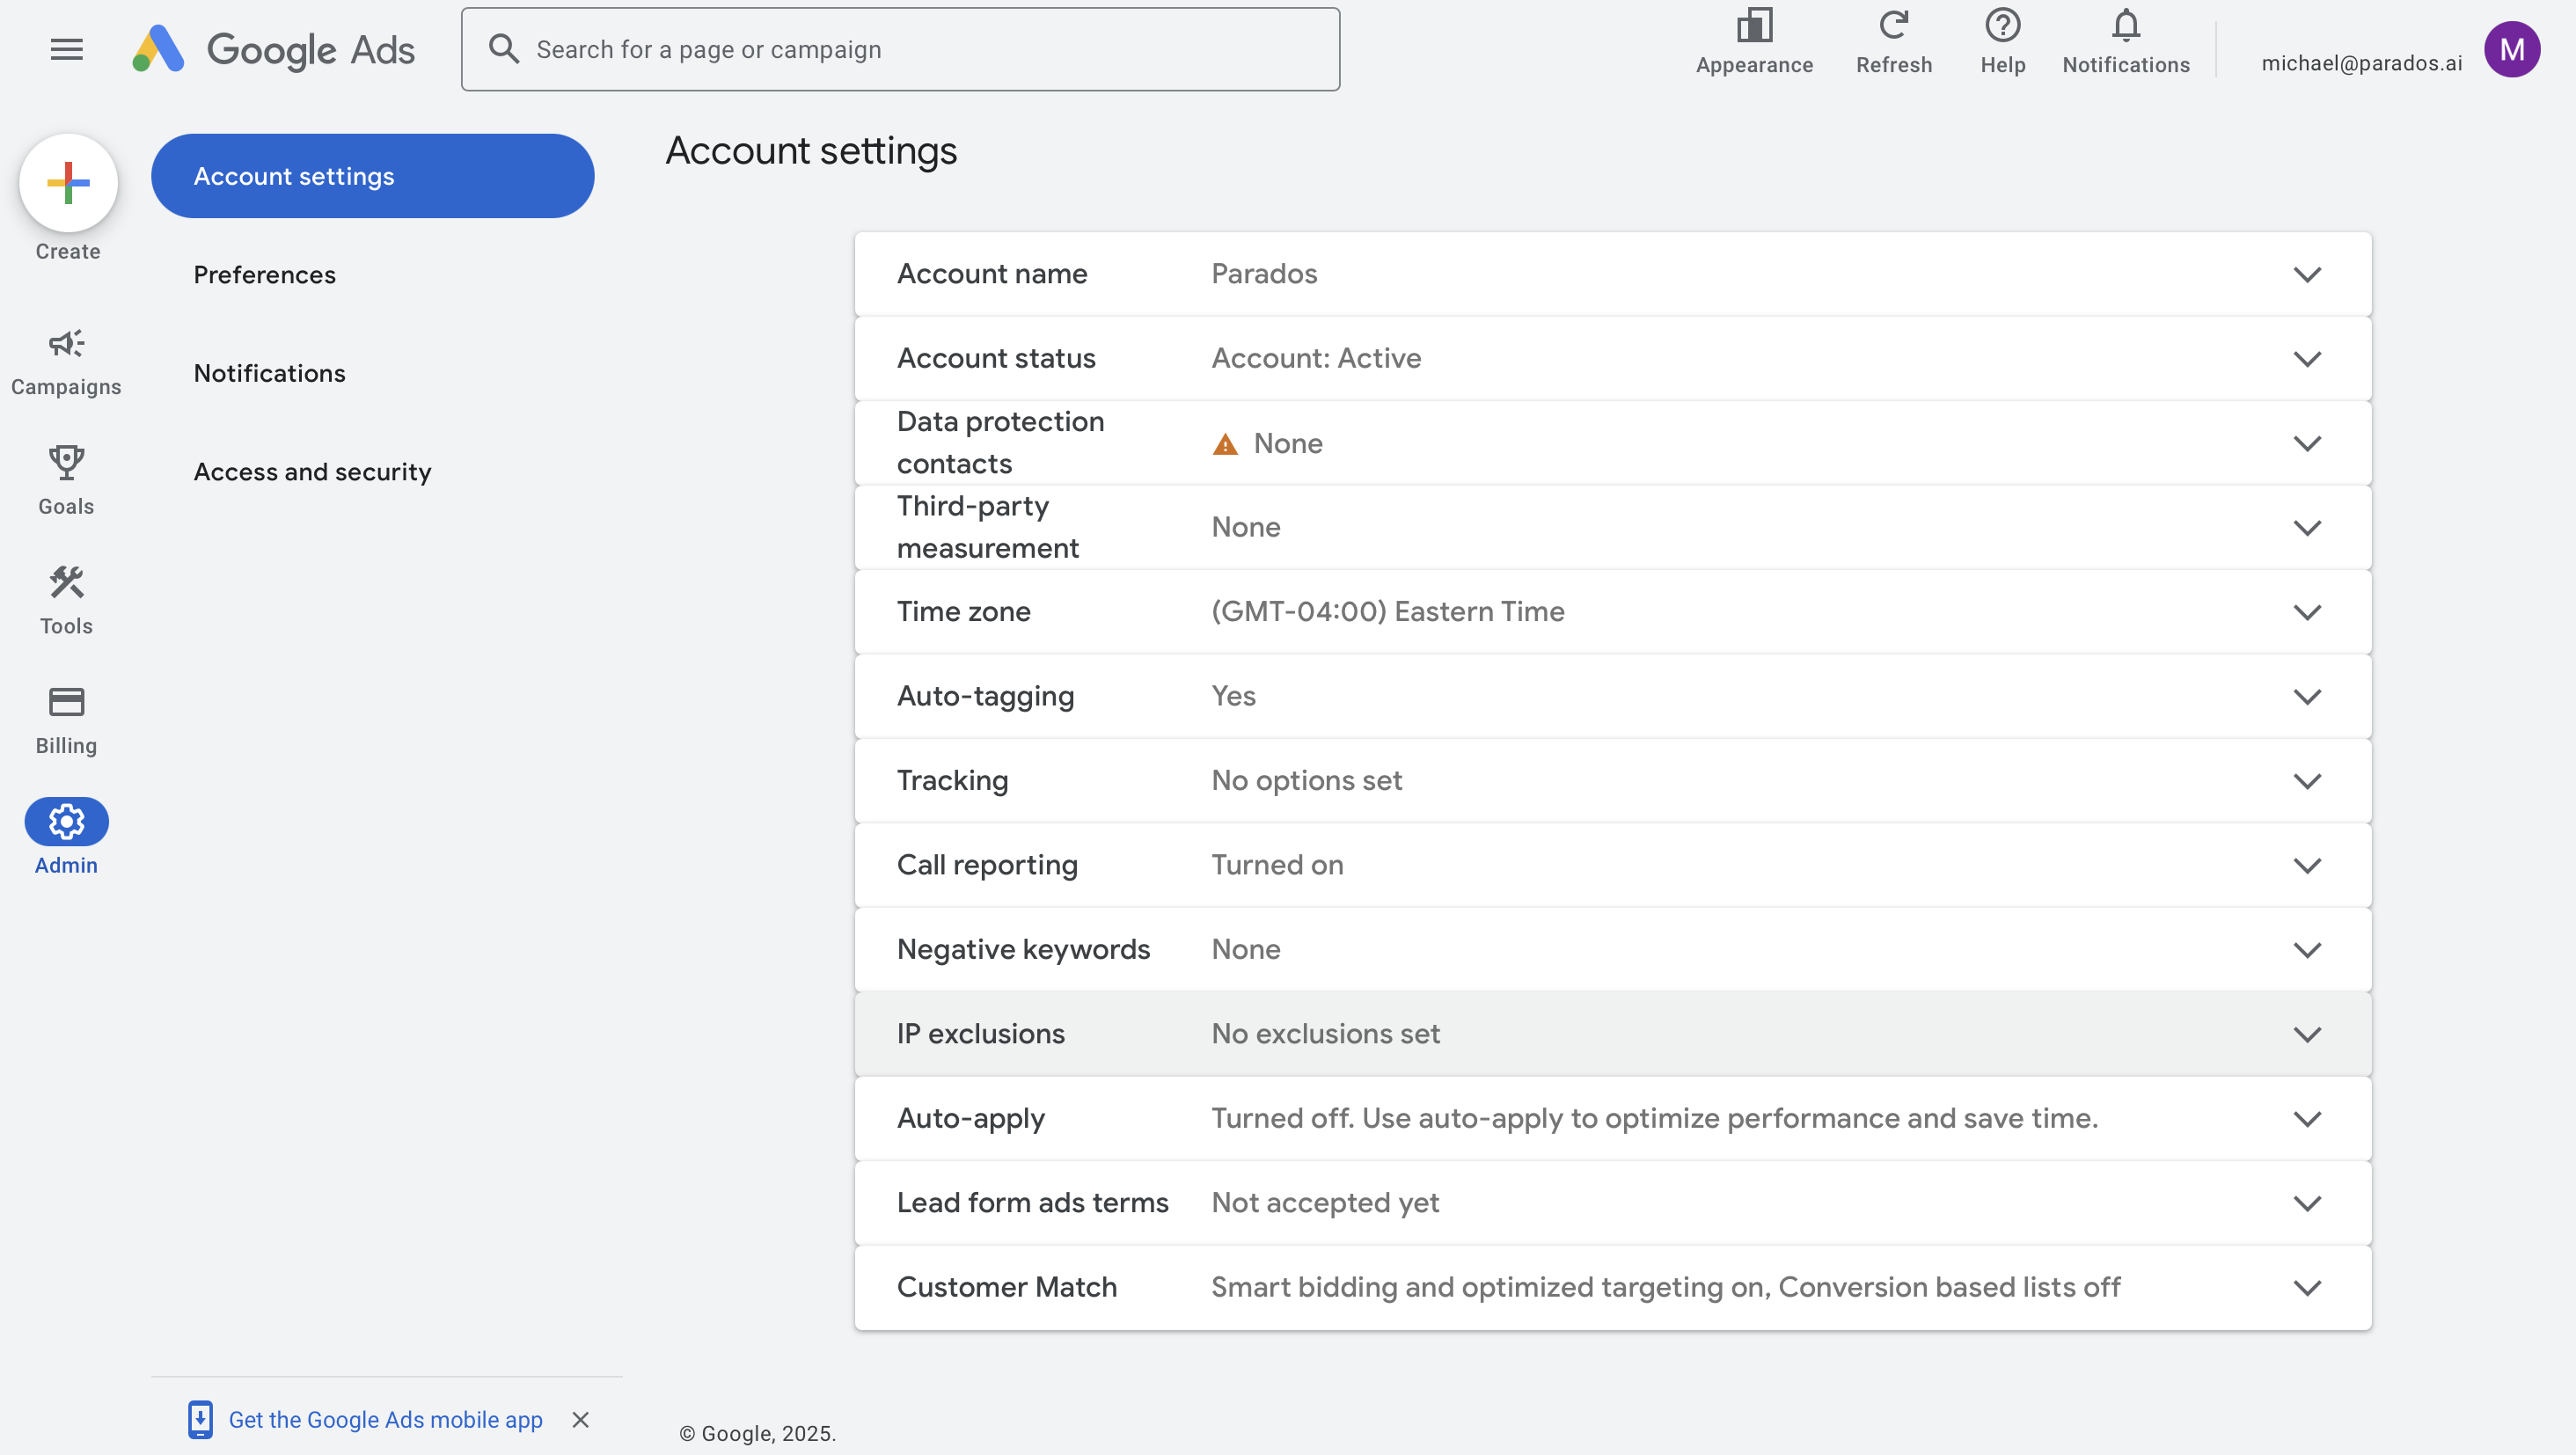 Google Ads
Search for a page or campaign
Appearance
Refresh
Help
Notifications
michael@parados.ai
M
Create
Campaigns
Goals
Tools
Billing
Admin
Account settings
Preferences
Notifications
Access and security
Get the Google Ads mobile app
Account settings
Account name Parados
Account status Account: Active
Data protection
contacts
None
Third-party
measurement
None
Time zone (GMT-04:00) Eastern Time
Auto-tagging Yes
Tracking No options set
Call reporting Turned on
Negative keywords None
IP exclusions No exclusions set
Auto-apply Turned off. Use auto-apply to optimize performance and save time.
Lead form ads terms Not accepted yet
Customer Match Smart bidding and optimized targeting on, Conversion based lists off
© Google, 2025.